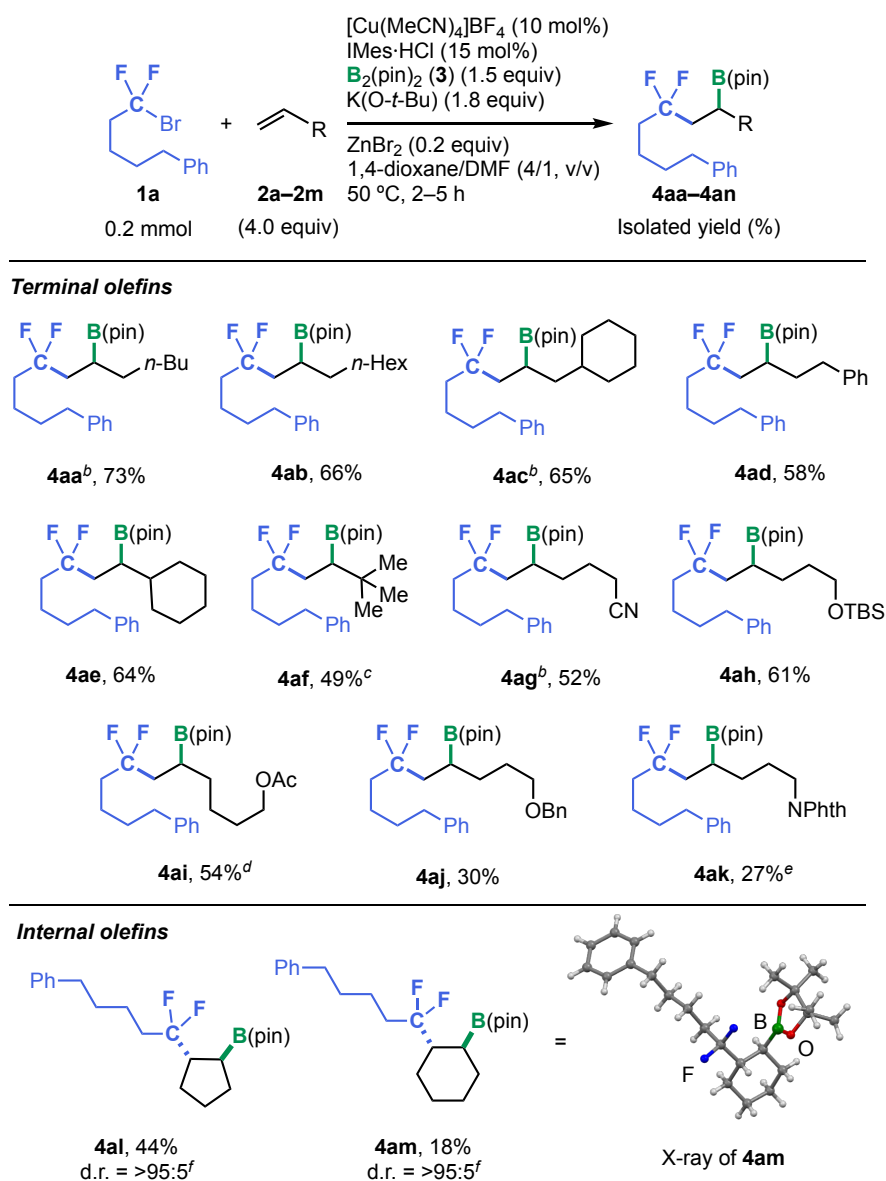 [Cu(MeCN)4]BF4 (10 mol%)
IMes·HCl (15 mol%)
B2(pin)2 (3) (1.5 equiv)
K(O-t-Bu) (1.8 equiv)
ZnBr2 (0.2 equiv)
1,4-dioxane/DMF (4/1, v/v)
50 ºC, 2–5 h
F F
C
Br
Ph
+
R
F F
B(pin)
C
R
Ph
1a
2a–2m
4aa–4an
0.2 mmol
(4.0 equiv)
Isolated yield (%)
Terminal olefins
F F B(pin)
C n-Bu
Ph
F F B(pin)
C n-Hex
Ph
F F B(pin)
C
Ph
F F B(pin)
C Ph
Ph
4aab, 73%
4ab, 66%
4acb, 65%
4ad, 58%
F F B(pin)
C
Ph
F F B(pin)
C Me
Me
Me
Ph
F F B(pin)
C
CN
Ph
F F B(pin)
C
OTBS
Ph
4ae, 64%
4af, 49%c
4agb, 52%
4ah, 61%
F F B(pin)
C
OAc
Ph
F F B(pin)
C
OBn
Ph
F F B(pin)
C
NPhth
Ph
4ai, 54%d
4aj, 30%
4ak, 27%e
Internal olefins
Ph
F
F
C
B(pin)
Ph
F
F
C
B(pin)
=
B
O
F
4al, 44%
d.r. = >95:5f
4am, 18%
d.r. = >95:5f
X-ray of 4am